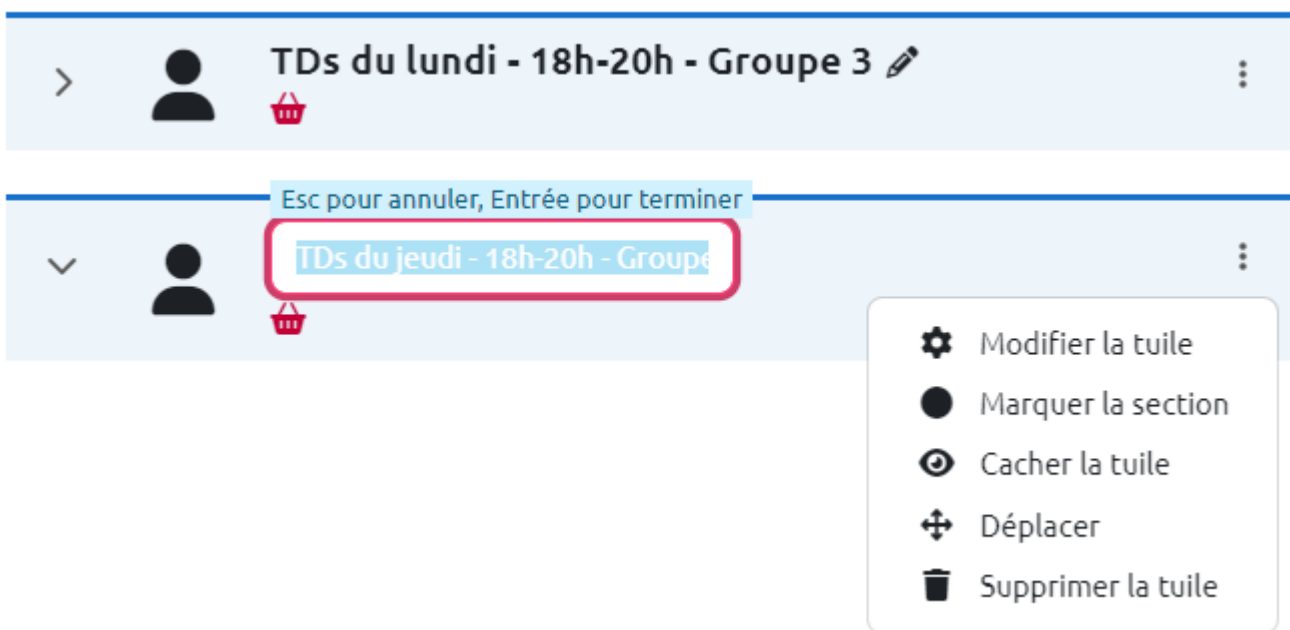 TDs du lundi - 18h-20h - Groupe 3
Esc pour annuler, Entrée pour terminer
TDs du jeudi - 18h-20h - Groupe
Modifier la tuile
Marquer la section
Cacher la tuile
Déplacer
Supprimer la tuile